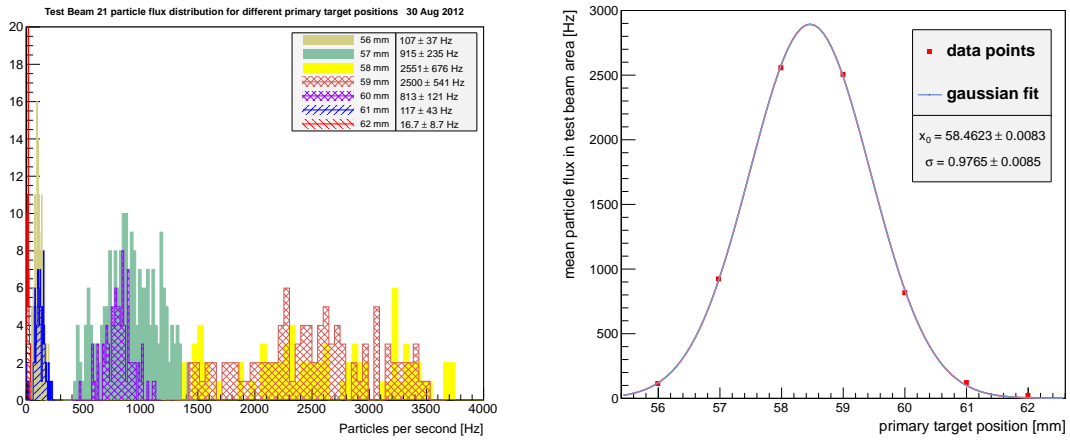 Test Beam 21 particle flux distribution for different primary target positions 30 Aug 2012
20
18
16
14
12
10
8
6
4
2
0
56 mm 107 ± 37 Hz
57 mm 915 ± 235 Hz
58 mm 2551 ± 676 Hz
59 mm 2500 ± 541 Hz
60 mm 813 ± 121 Hz
61 mm 117 ± 43 Hz
62 mm 16.7 ± 8.7 Hz
0 500 1000 1500 2000 2500 3000 3500 4000
Particles per second [Hz]
mean particle flux in test beam area [Hz]
3000
2500
2000
1500
1000
500
0
data points
gaussian fit
x₀ = 58.4623 ± 0.0083
σ = 0.9765 ± 0.0085
56 57 58 59 60 61 62
primary target position [mm]